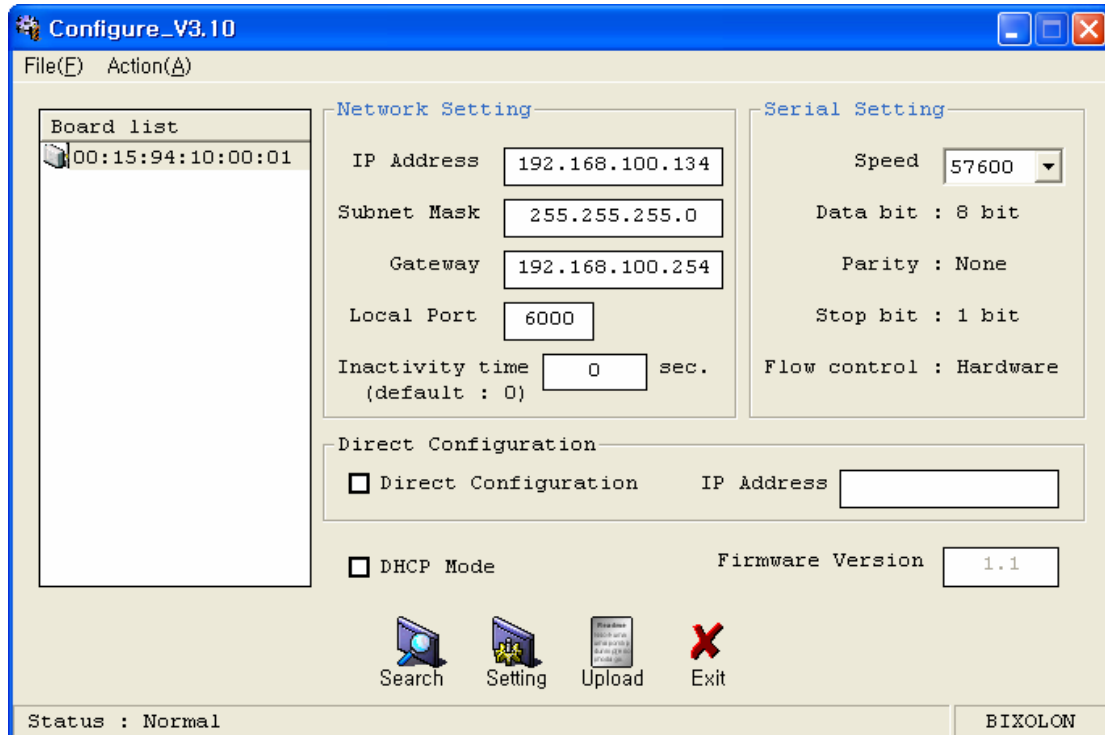 Configure_V3.10
File(F) Action(A)
Board list
00:15:94:10:00:01
Network Setting
IP Address 192.168.100.134
Subnet Mask 255.255.255.0
Gateway 192.168.100.254
Local Port 6000
Inactivity time 0 sec.
(default : 0)
Serial Setting
Speed 57600
Data bit : 8 bit
Parity : None
Stop bit : 1 bit
Flow control : Hardware
Direct Configuration
Direct Configuration IP Address
DHCP Mode Firmware Version 1.1
Readme
Search Setting Upload Exit
Status : Normal BIXOLON